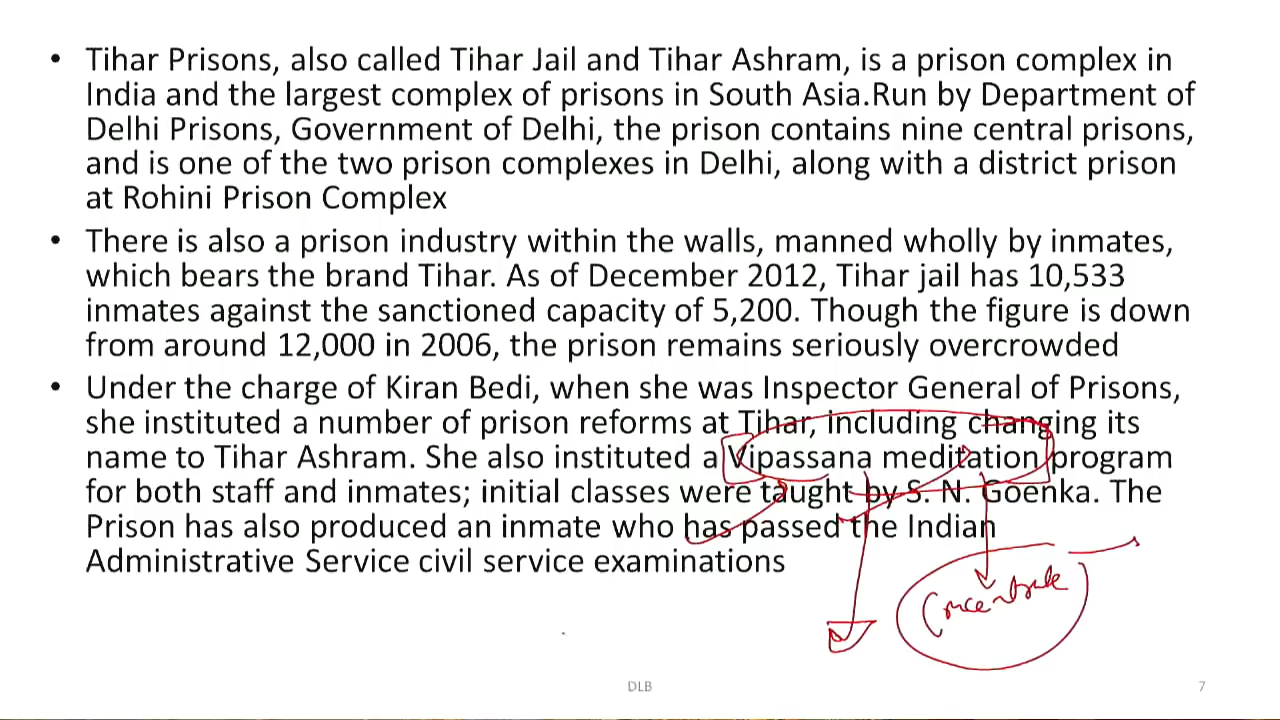 • Tihar Prisons, also called Tihar Jail and Tihar Ashram, is a prison complex in
India and the largest complex of prisons in South Asia.Run by Department of
Delhi Prisons, Government of Delhi, the prison contains nine central prisons,
and is one of the two prison complexes in Delhi, along with a district prison
at Rohini Prison Complex
• There is also a prison industry within the walls, manned wholly by inmates,
which bears the brand Tihar. As of December 2012, Tihar jail has 10,533
inmates against the sanctioned capacity of 5,200. Though the figure is down
from around 12,000 in 2006, the prison remains seriously overcrowded
• Under the charge of Kiran Bedi, when she was Inspector General of Prisons,
she instituted a number of prison reforms at Tihar, including changing its
name to Tihar Ashram. She also instituted a Vipassana meditation program
for both staff and inmates; initial classes were taught by S. N. Goenka. The
Prison has also produced an inmate who has passed the Indian
Administrative Service civil service examinations
Concentrate
DLB
7